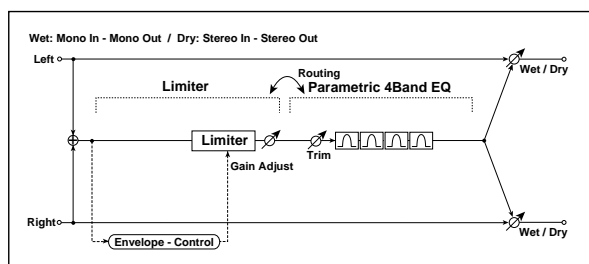 Wet: Mono In - Mono Out / Dry: Stereo In - Stereo Out
Left
Wet / Dry
Routing
Limiter
Parametric 4Band EQ
Limiter
Gain Adjust
Trim
Right
Envelope - Control
Wet / Dry